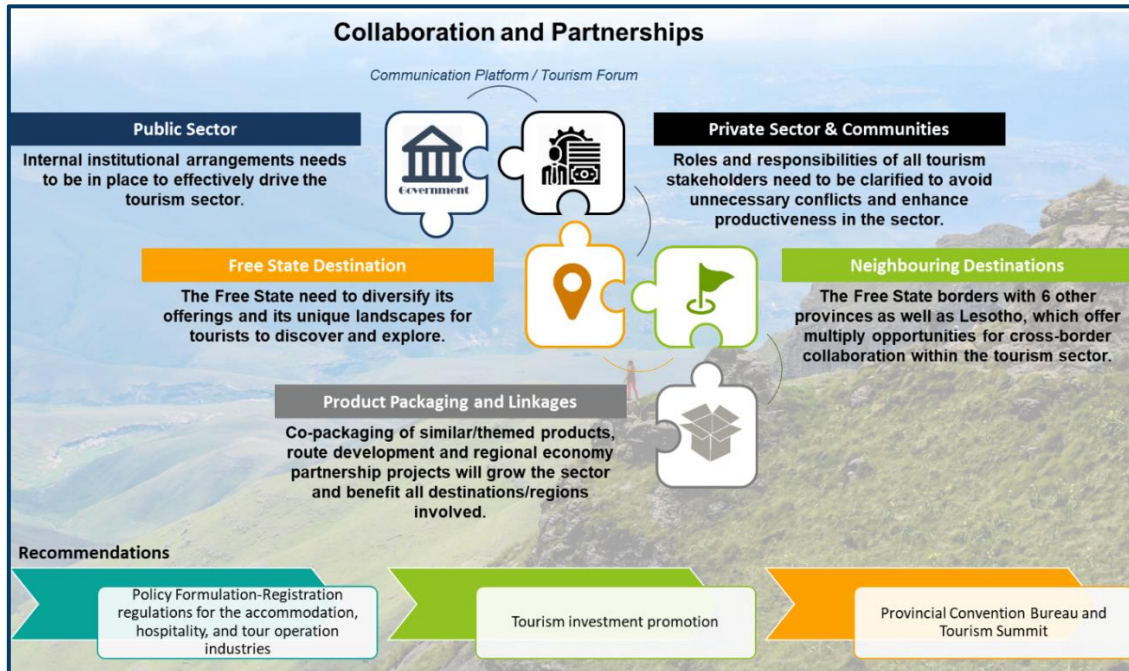 Collaboration and Partnerships
Communication Platform / Tourism Forum
Public Sector
Internal institutional arrangements needs
to be in place to effectively drive the
tourism sector.
Government
Private Sector & Communities
Roles and responsibilities of all tourism
stakeholders need to be clarified to avoid
unnecessary conflicts and enhance
productiveness in the sector.
Free State Destination
The Free State need to diversify its
offerings and its unique landscapes for
tourists to discover and explore.
Neighbouring Destinations
The Free State borders with 6 other
provinces as well as Lesotho, which offer
multiply opportunities for cross-border
collaboration within the tourism sector.
Product Packaging and Linkages
Co-packaging of similar/themed products,
route development and regional economy
partnership projects will grow the sector
and benefit all destinations/regions
involved.
Recommendations
Policy Formulation-Registration
regulations for the accommodation,
hospitality, and tour operation
industries
Tourism investment promotion
Provincial Convention Bureau and
Tourism Summit